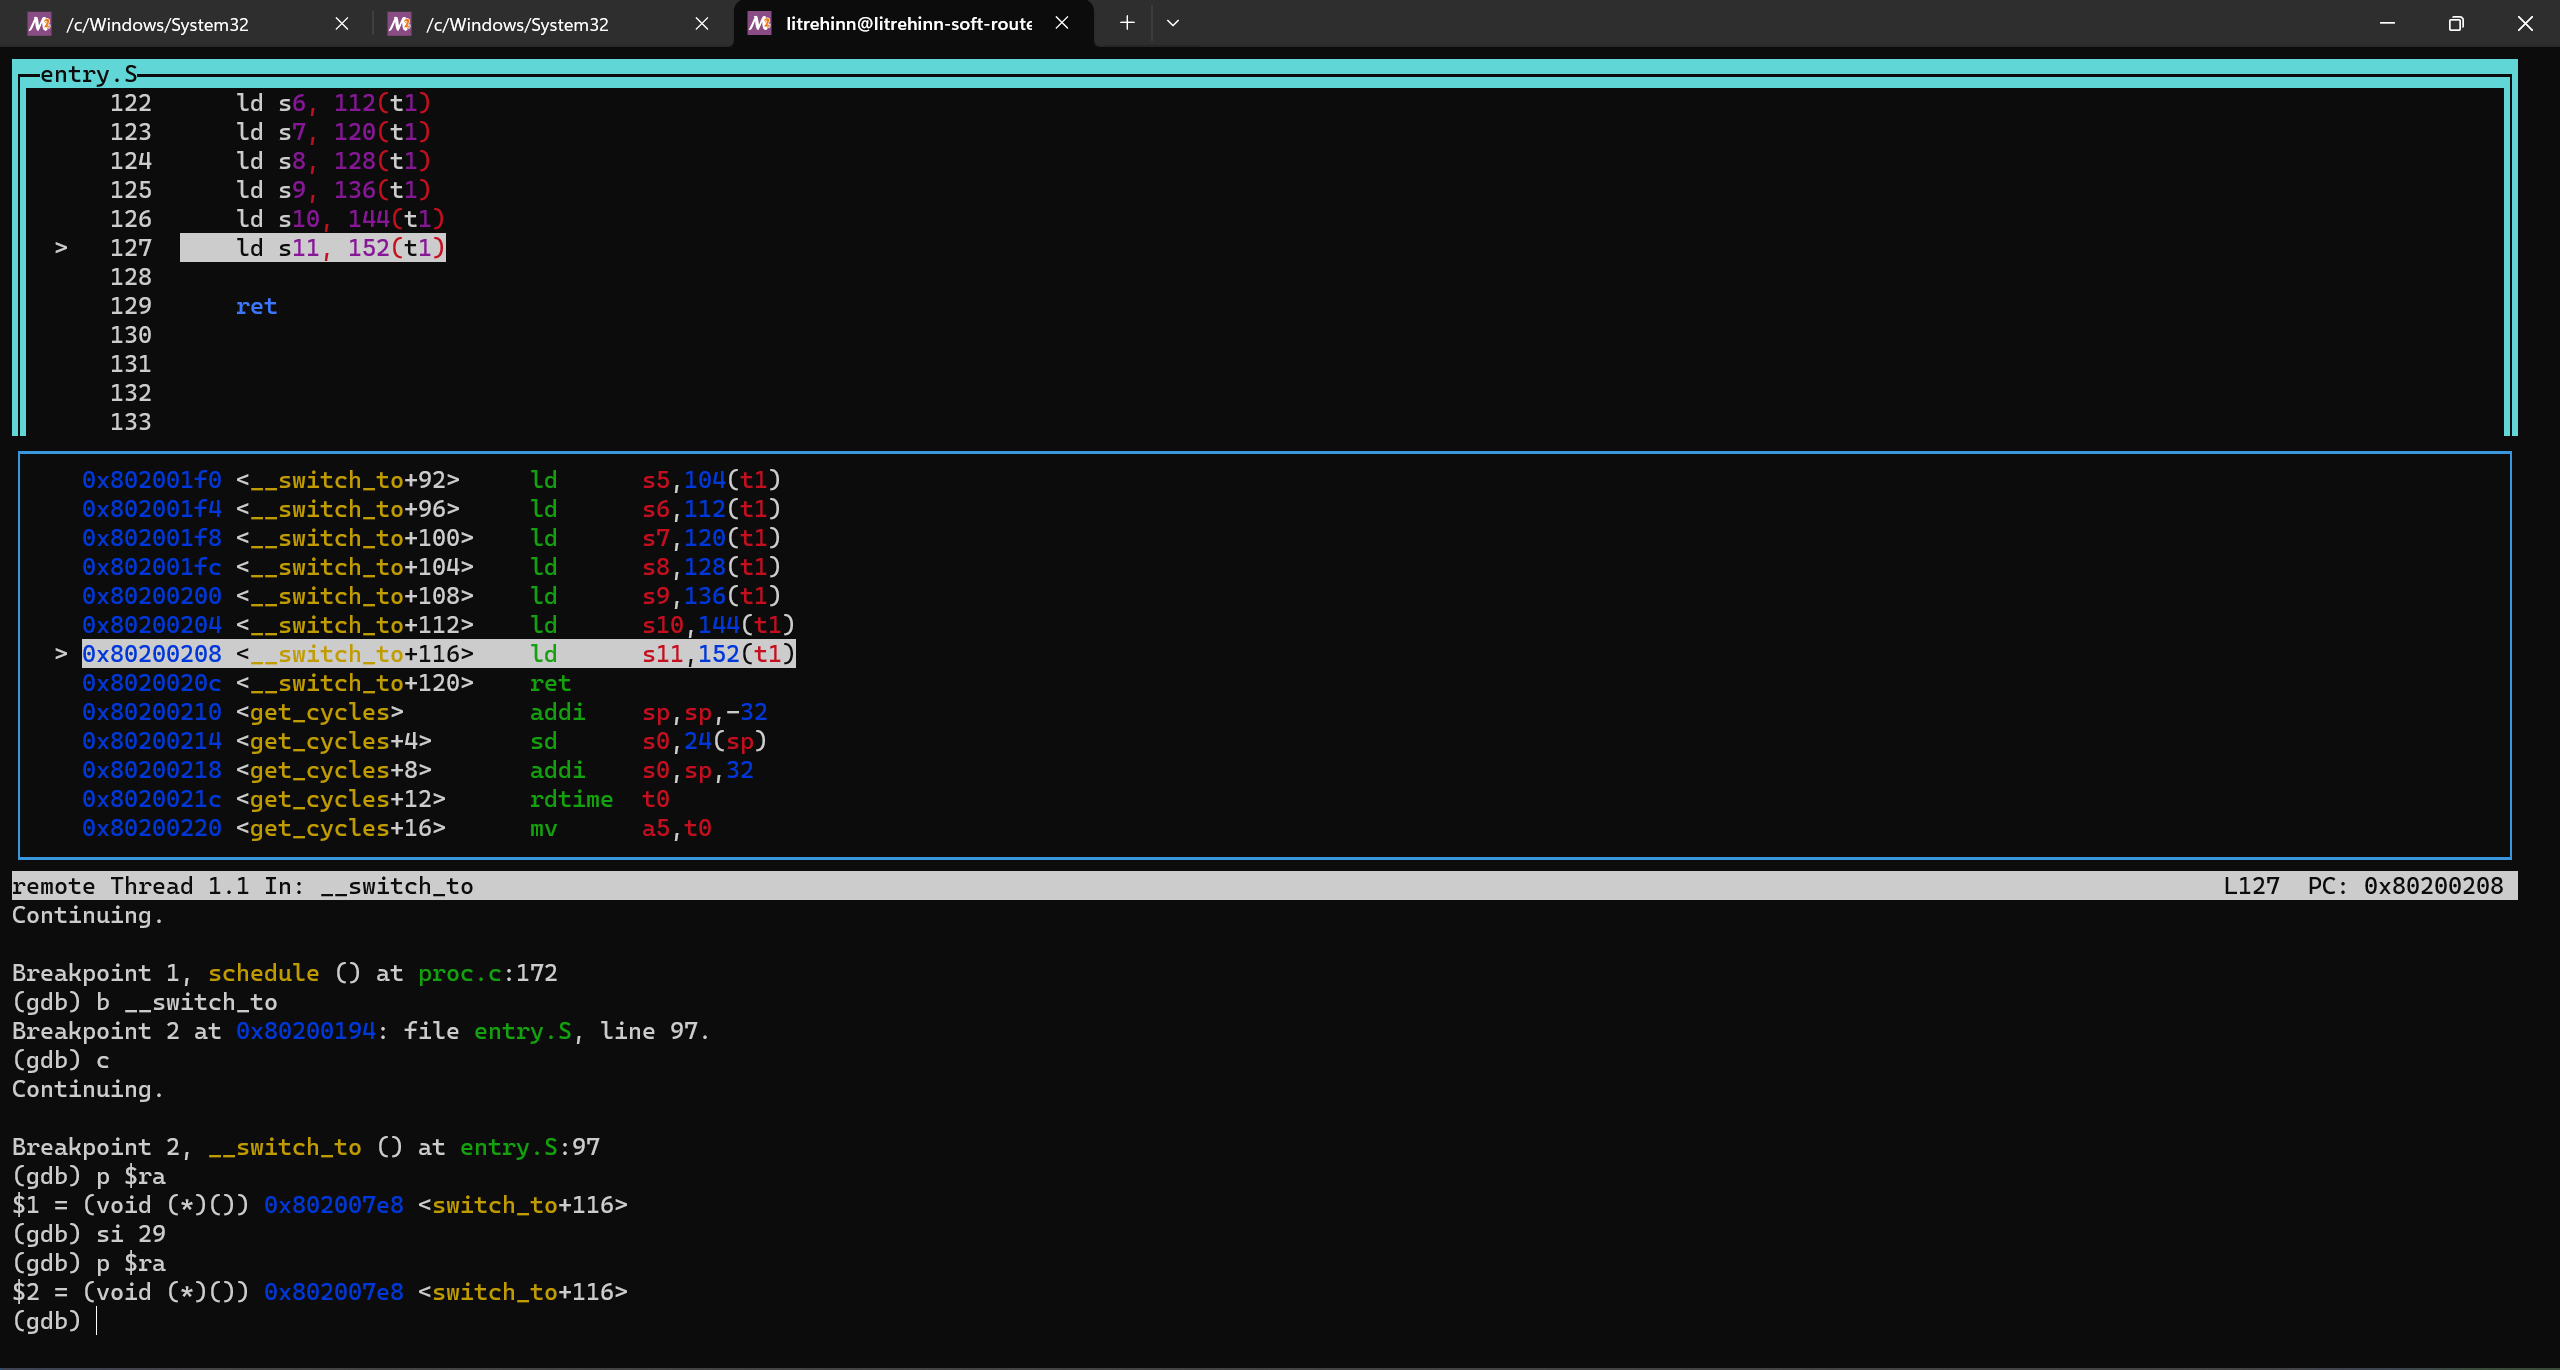 /c/Windows/System32
/c/Windows/System32
litrehinn@litrehinn-soft-route
entry.S
122 ld s6, 112(t1)
123 ld s7, 120(t1)
124 ld s8, 128(t1)
125 ld s9, 136(t1)
126 ld s10, 144(t1)
> 127 ld s11, 152(t1)
128
129 ret
130
131
132
133
0x802001f0 <__switch_to+92> ld s5,104(t1)
0x802001f4 <__switch_to+96> ld s6,112(t1)
0x802001f8 <__switch_to+100> ld s7,120(t1)
0x802001fc <__switch_to+104> ld s8,128(t1)
0x80200200 <__switch_to+108> ld s9,136(t1)
0x80200204 <__switch_to+112> ld s10,144(t1)
> 0x80200208 <__switch_to+116> ld s11,152(t1)
0x8020020c <__switch_to+120> ret
0x80200210 <get_cycles> addi sp,sp,-32
0x80200214 <get_cycles+4> sd s0,24(sp)
0x80200218 <get_cycles+8> addi s0,sp,32
0x8020021c <get_cycles+12> rdtime t0
0x80200220 <get_cycles+16> mv a5,t0
remote Thread 1.1 In: __switch_to L127 PC: 0x80200208
Continuing.
Breakpoint 1, schedule () at proc.c:172
(gdb) b __switch_to
Breakpoint 2 at 0x80200194: file entry.S, line 97.
(gdb) c
Continuing.
Breakpoint 2, __switch_to () at entry.S:97
(gdb) p $ra
$1 = (void (*)()) 0x802007e8 <switch_to+116>
(gdb) si 29
(gdb) p $ra
$2 = (void (*)()) 0x802007e8 <switch_to+116>
(gdb)